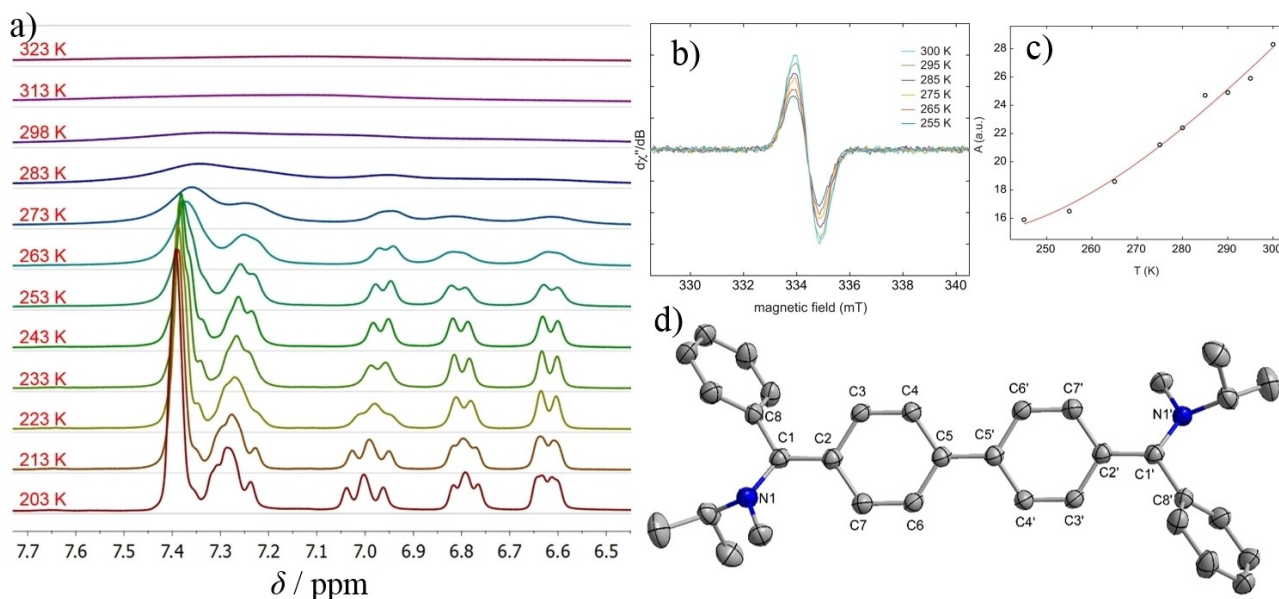 a)
323 K
313 K
298 K
283 K
273 K
263 K
253 K
243 K
233 K
223 K
213 K
203 K
7.7 7.6 7.5 7.4 7.3 7.2 7.1 7.0 6.9 6.8 6.7 6.6 6.5
δ / ppm
b)
300 K
295 K
285 K
275 K
265 K
255 K
dχ''/dB
330 332 334 336 338 340
magnetic field (mT)
c)
28
26
24
22
20
18
16
A (a.u.)
250 260 270 280 290 300
T (K)
d)
C6' C7'
N1'
C8 C3 C4
C1 C2 C5 C5' C2' C1'
N1 C8'
C7 C6 C4' C3'